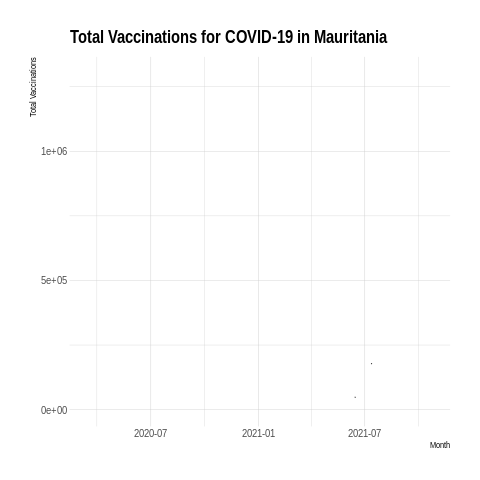 Total Vaccinations for COVID-19 in Mauritania
Total Vaccinations
1e+06
5e+05
0e+00
2020-07
2021-01
2021-07
Month